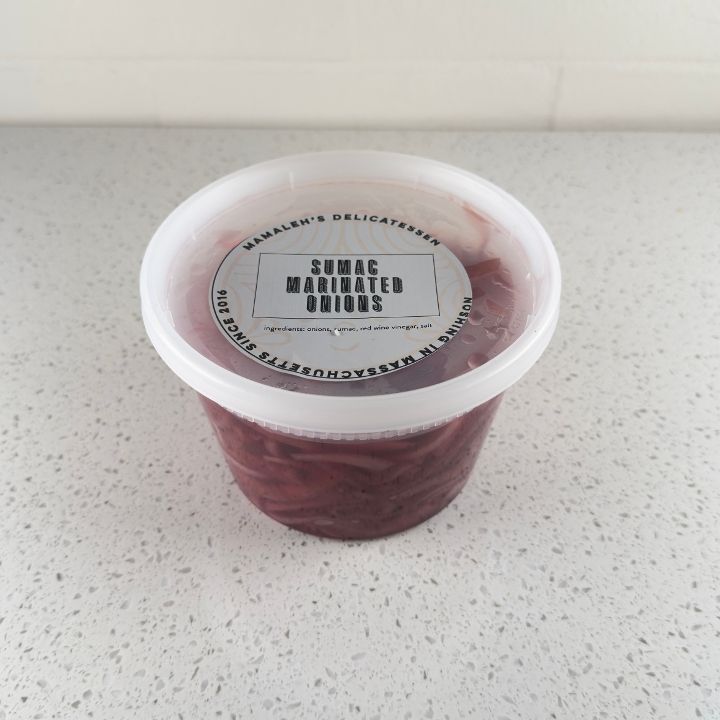 MAMALEH'S DELICATESSEN
SUMAC
MARINATED
ONIONS
ingredients: onions, sumac, red wine vinegar, salt
NOSHING IN MASSACHUSETTS SINCE 2016